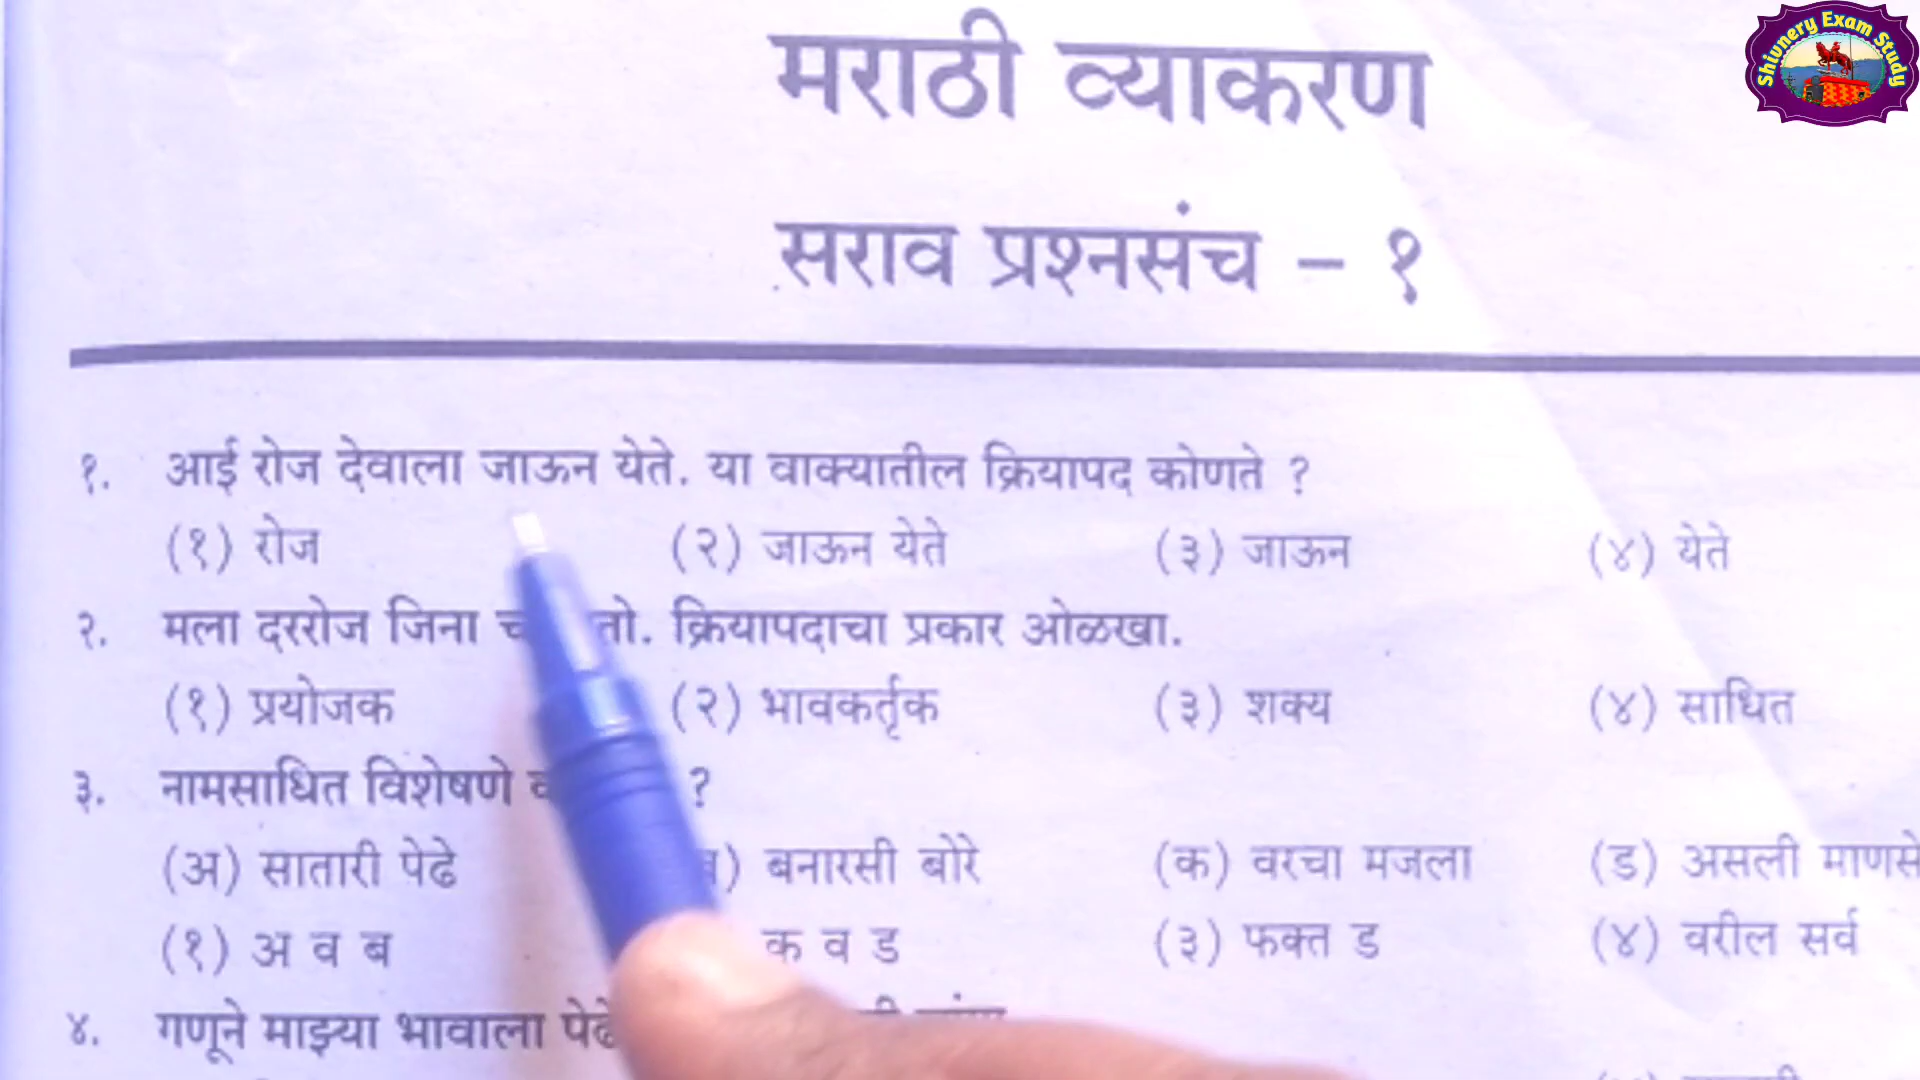 Shivnery Exam Study
मराठी व्याकरण
सराव प्रश्नसंच – १
१. आई रोज देवाला जाऊन येते. या वाक्यातील क्रियापद कोणते ?
(१) रोज (२) जाऊन येते (३) जाऊन (४) येते
२. मला दररोज जिना तो. क्रियापदाचा प्रकार ओळखा.
(१) प्रयोजक (२) भावकर्तृक (३) शक्य (४) साधित
३. नामसाधित विशेषणे ?
(अ) सातारी पेढे बनारसी बोरे (क) वरचा मजला (ड) असली माणसे
(१) अ व ब क व ड (३) फक्त ड (४) वरील सर्व
४. गणूने माझ्या भावाला